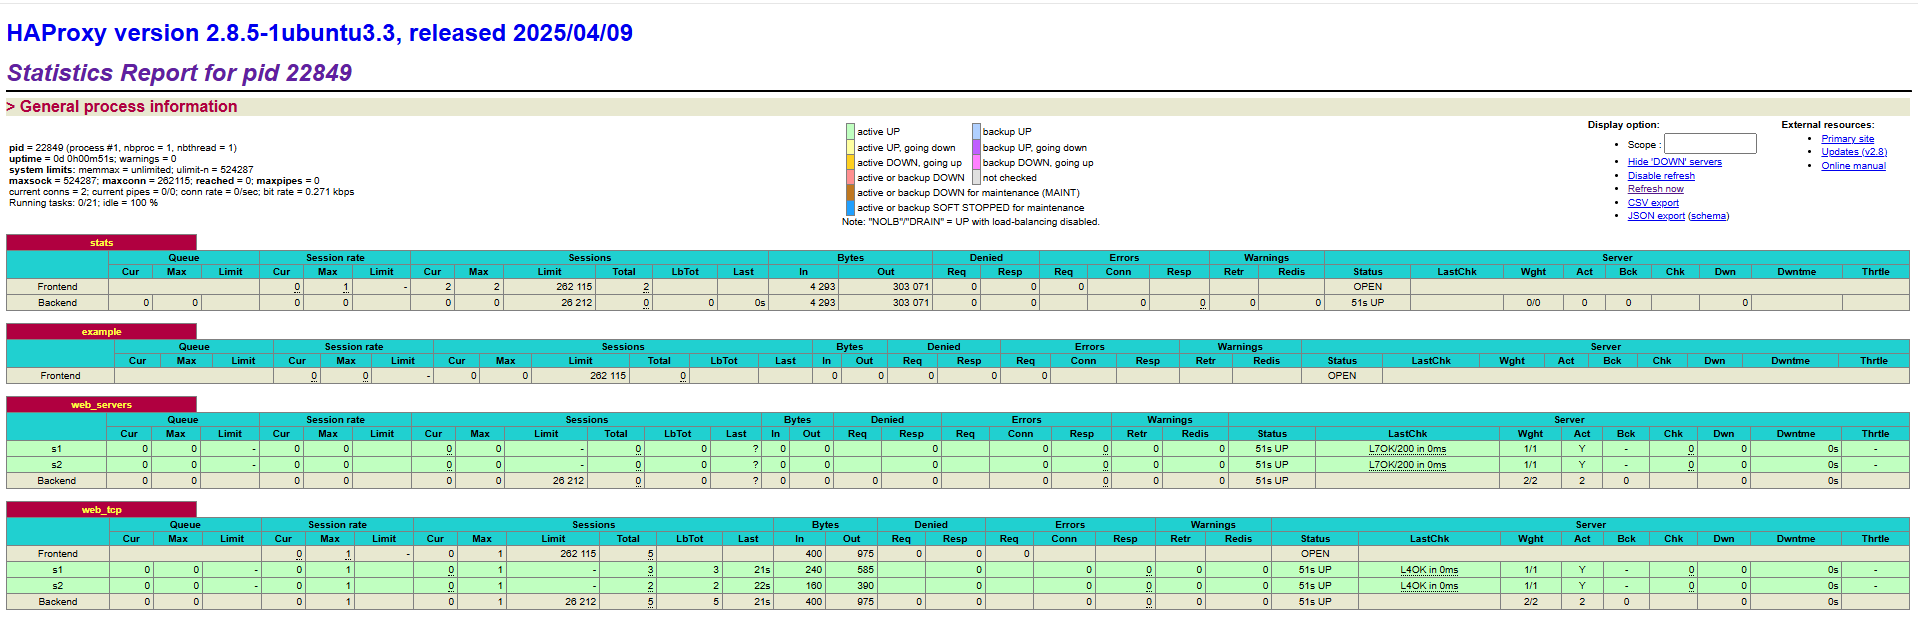 HAProxy version 2.8.5-1ubuntu3.3, released 2025/04/09
Statistics Report for pid 22849
> General process information
pid = 22849 (process #1, nbproc = 1, nbthread = 1)
uptime = 0d 0h00m51s; warnings = 0
system limits: memmax = unlimited; ulimit-n = 524287
maxsock = 524287; maxconn = 262115; reached = 0; maxpipes = 0
current conns = 2; current pipes = 0/0; conn rate = 0/sec; bit rate = 0.271 kbps
Running tasks: 0/21; idle = 100 %
active UP backup UP
active UP, going down backup UP, going down
active DOWN, going up backup DOWN, going up
active or backup DOWN not checked
active or backup DOWN for maintenance (MAINT)
active or backup SOFT STOPPED for maintenance
Note: "NOLB"/"DRAIN" = UP with load-balancing disabled.
Display option:
Scope :
Hide 'DOWN' servers
Disable refresh
Refresh now
CSV export
JSON export (schema)
External resources:
Primary site
Updates (v2.8)
Online manual
stats
Queue Session rate Sessions Bytes Denied Errors Warnings Server
Cur Max Limit Cur Max Limit Cur Max Limit Total LbTot Last In Out Req Resp Req Conn Resp Retr Redis Status LastChk Wght Act Bck Chk Dwn Dwntme Thrtle
Frontend 0 1 - 2 2 262 115 2 4 293 303 071 0 0 0 OPEN
Backend 0 0 0 0 0 0 26 212 0 0 0s 4 293 303 071 0 0 0 0 0 0 51s UP 0/0 0 0 0
example
Queue Session rate Sessions Bytes Denied Errors Warnings Server
Cur Max Limit Cur Max Limit Cur Max Limit Total LbTot Last In Out Req Resp Req Conn Resp Retr Redis Status LastChk Wght Act Bck Chk Dwn Dwntme Thrtle
Frontend 0 0 - 0 0 262 115 0 0 0 0 0 0 OPEN
web_servers
Queue Session rate Sessions Bytes Denied Errors Warnings Server
Cur Max Limit Cur Max Limit Cur Max Limit Total LbTot Last In Out Req Resp Req Conn Resp Retr Redis Status LastChk Wght Act Bck Chk Dwn Dwntme Thrtle
s1 0 0 - 0 0 0 0 - 0 0 ? 0 0 0 0 0 0 0 51s UP L7OK/200 in 0ms 1/1 Y - 0 0 0s -
s2 0 0 - 0 0 0 0 - 0 0 ? 0 0 0 0 0 0 0 51s UP L7OK/200 in 0ms 1/1 Y - 0 0 0s -
Backend 0 0 0 0 0 0 26 212 0 0 ? 0 0 0 0 0 0 0 0 51s UP 2/2 2 0 0 0s
web_tcp
Queue Session rate Sessions Bytes Denied Errors Warnings Server
Cur Max Limit Cur Max Limit Cur Max Limit Total LbTot Last In Out Req Resp Req Conn Resp Retr Redis Status LastChk Wght Act Bck Chk Dwn Dwntme Thrtle
Frontend 0 1 - 0 1 262 115 5 400 975 0 0 0 OPEN
s1 0 0 - 0 1 0 1 - 3 3 21s 240 585 0 0 0 0 0 51s UP L4OK in 0ms 1/1 Y - 0 0 0s -
s2 0 0 - 0 1 0 1 - 2 2 22s 160 390 0 0 0 0 0 51s UP L4OK in 0ms 1/1 Y - 0 0 0s -
Backend 0 0 0 1 0 1 26 212 5 5 21s 400 975 0 0 0 0 0 0 51s UP 2/2 2 0 0 0s